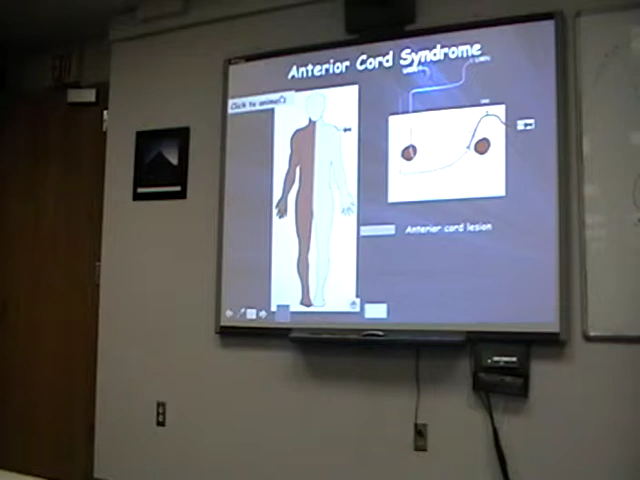 Anterior Cord Syndrome
Click to animate
Anterior cord lesion